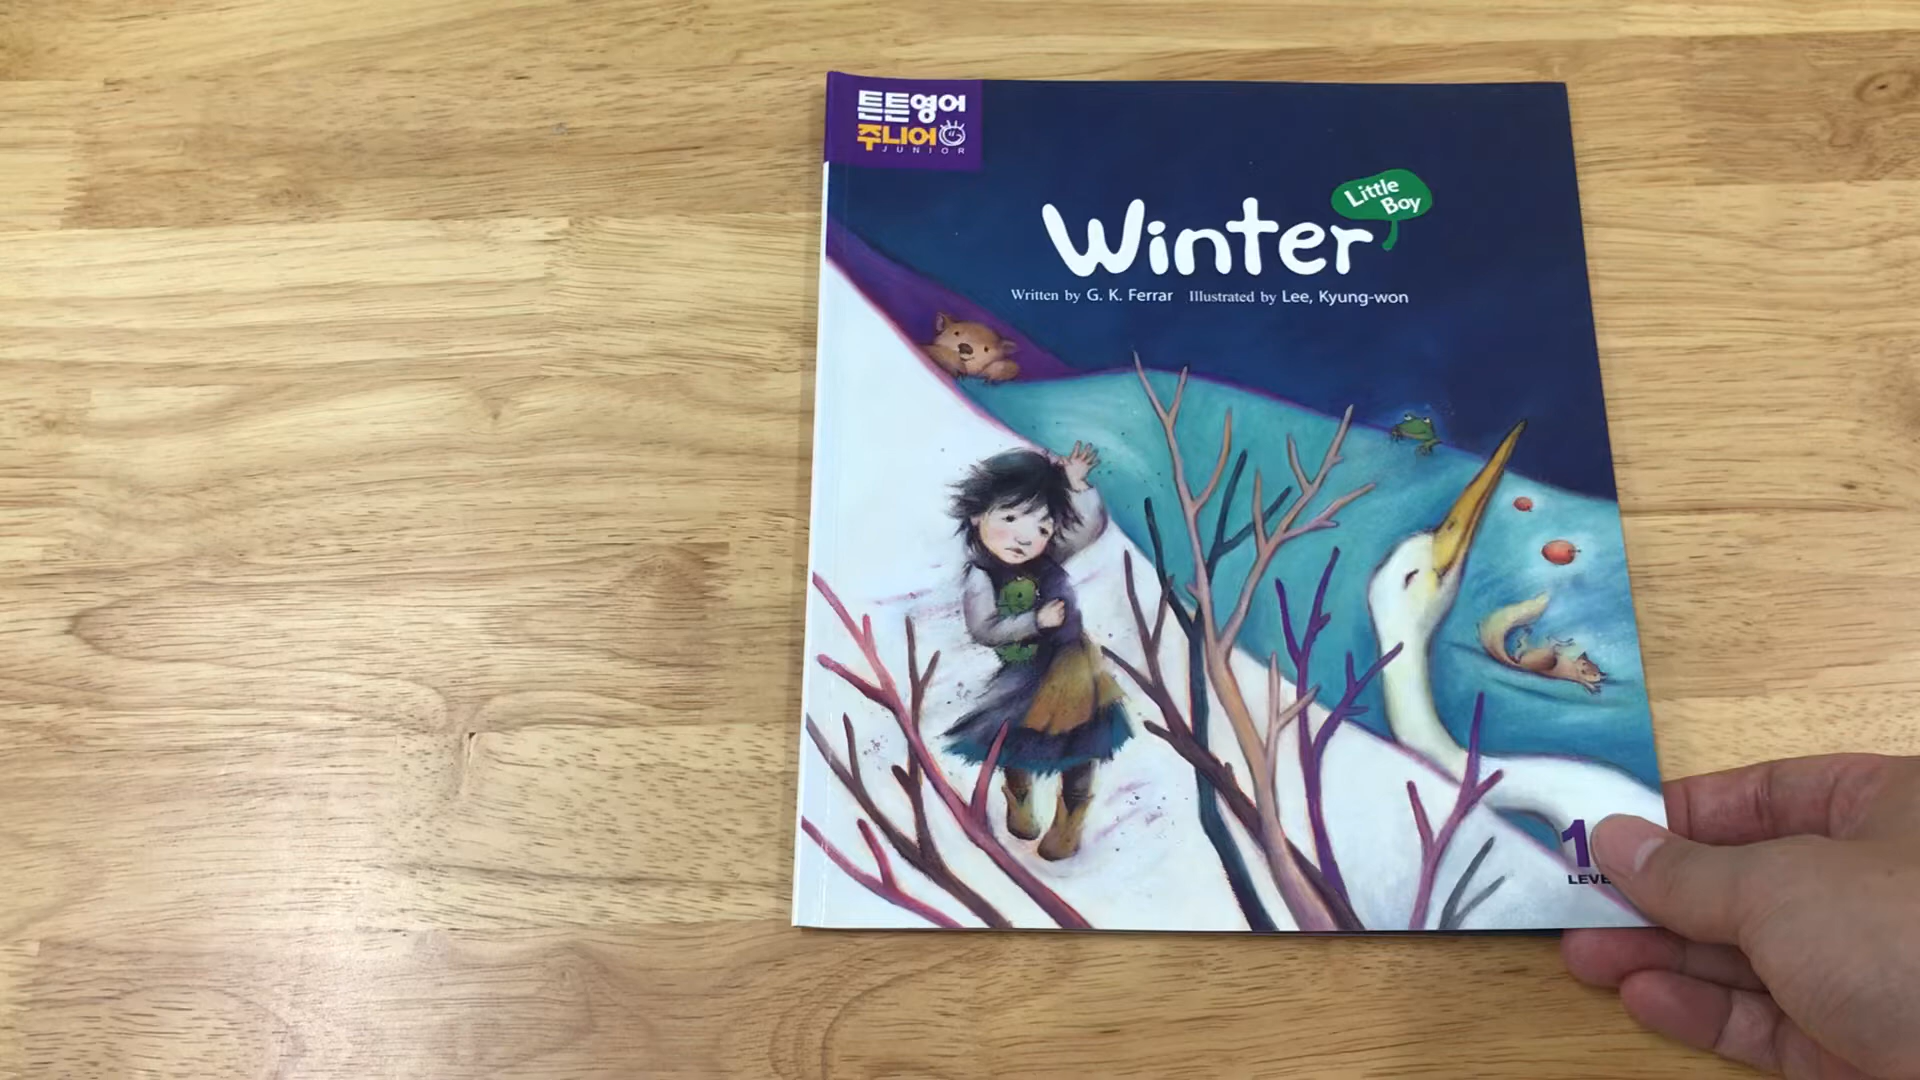 튼튼영어
주니어
JUNIOR
Little
Boy
Winter
Written by G. K. Ferrar Illustrated by Lee, Kyung-won
1